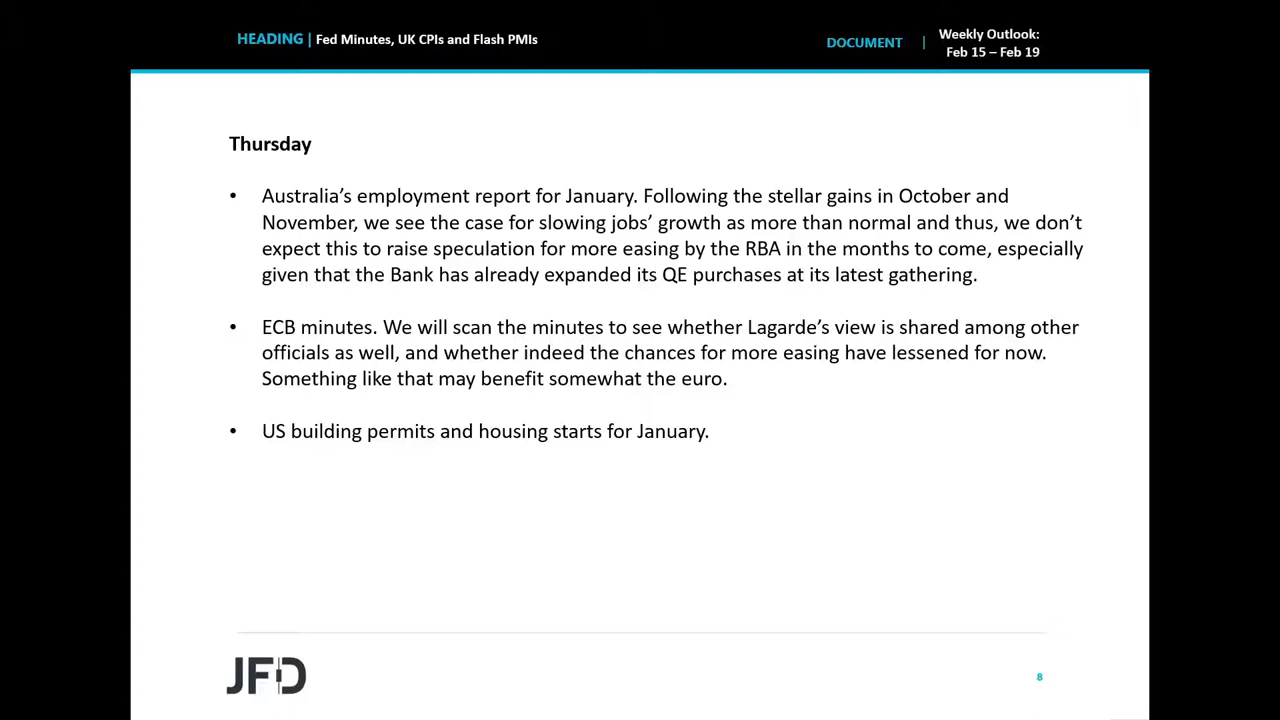 HEADING | Fed Minutes, UK CPIs and Flash PMIs
DOCUMENT | Weekly Outlook:
Feb 15 – Feb 19
Thursday
• Australia’s employment report for January. Following the stellar gains in October and
November, we see the case for slowing jobs’ growth as more than normal and thus, we don’t
expect this to raise speculation for more easing by the RBA in the months to come, especially
given that the Bank has already expanded its QE purchases at its latest gathering.
• ECB minutes. We will scan the minutes to see whether Lagarde’s view is shared among other
officials as well, and whether indeed the chances for more easing have lessened for now.
Something like that may benefit somewhat the euro.
• US building permits and housing starts for January.
JFD
8